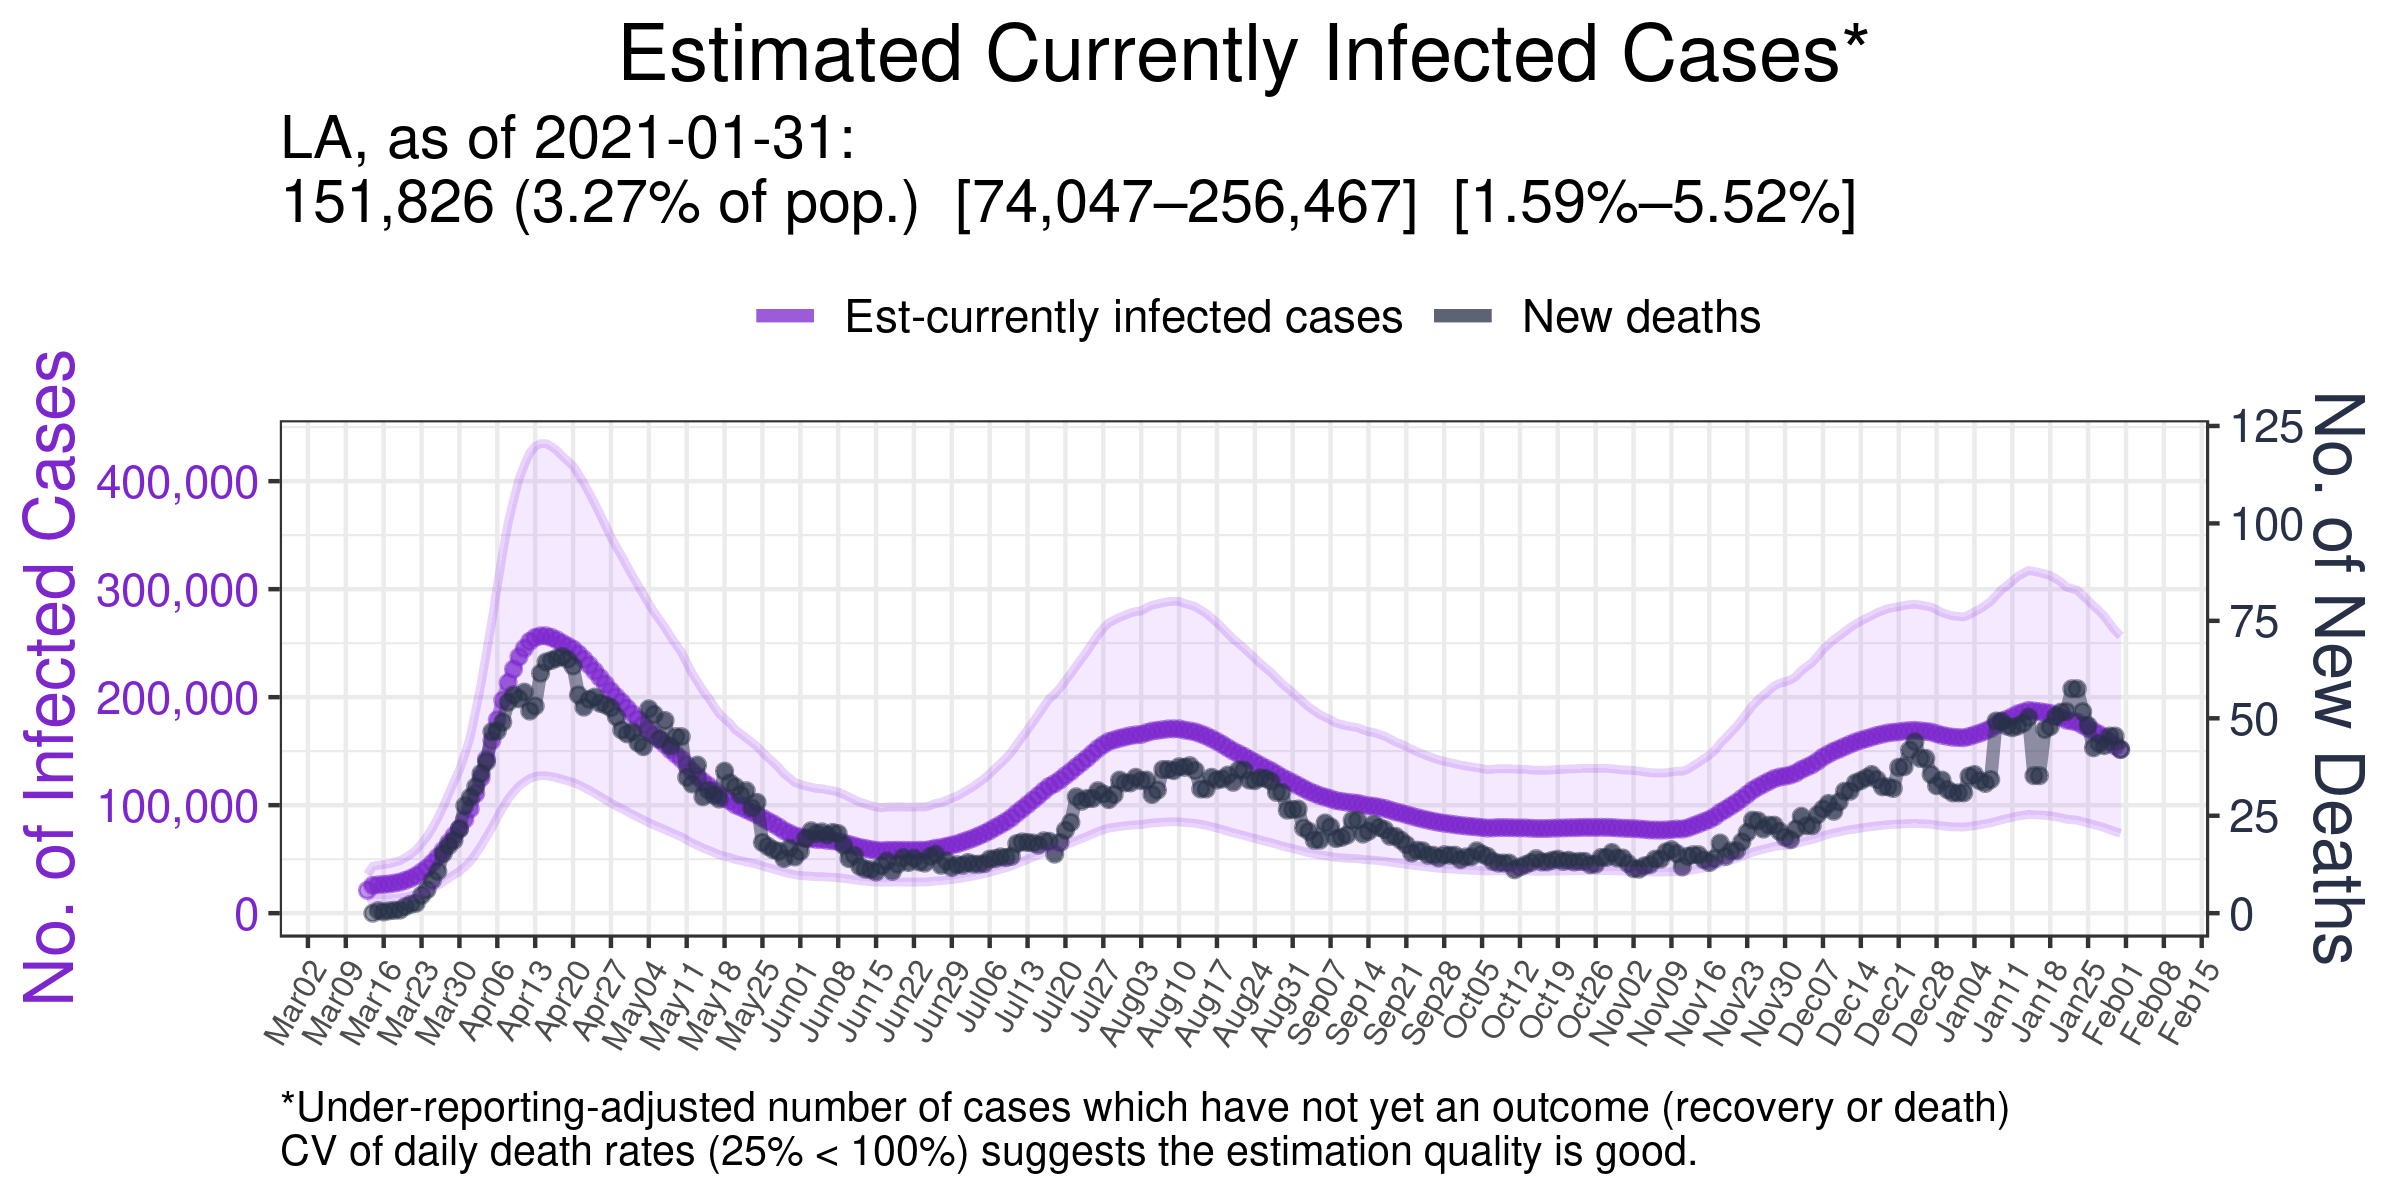 Estimated Currently Infected Cases*
LA, as of 2021-01-31:
151,826 (3.27% of pop.)  [74,047–256,467]  [1.59%–5.52%]
Est-currently infected cases
New deaths
No. of Infected Cases
400,000
300,000
200,000
100,000
0
125
100
75
50
25
0
No. of New Deaths
Mar02
Mar09
Mar16
Mar23
Mar30
Apr06
Apr13
Apr20
Apr27
May04
May11
May18
May25
Jun01
Jun08
Jun15
Jun22
Jun29
Jul06
Jul13
Jul20
Jul27
Aug03
Aug10
Aug17
Aug24
Aug31
Sep07
Sep14
Sep21
Sep28
Oct05
Oct12
Oct19
Oct26
Nov02
Nov09
Nov16
Nov23
Nov30
Dec07
Dec14
Dec21
Dec28
Jan04
Jan11
Jan18
Jan25
Feb01
Feb08
Feb15
*Under-reporting-adjusted number of cases which have not yet an outcome (recovery or death)
CV of daily death rates (25% < 100%) suggests the estimation quality is good.